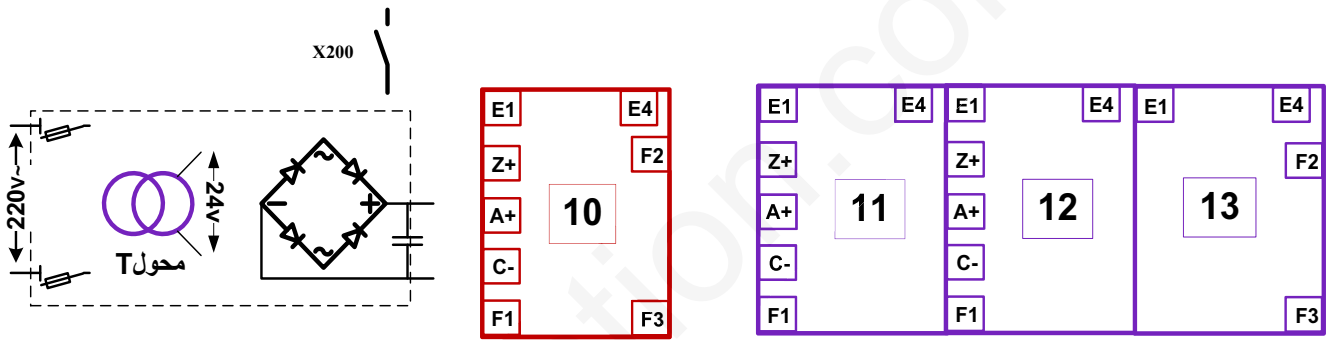 X200
220v~
24v
محولT
~
− +
~
E1 E4
Z+ F2
A+ 10
C-
F1 F3
E1 E4 E1 E4 E1 E4
Z+ Z+ F2
A+ 11 A+ 12 13
C- C-
F1 F1 F3